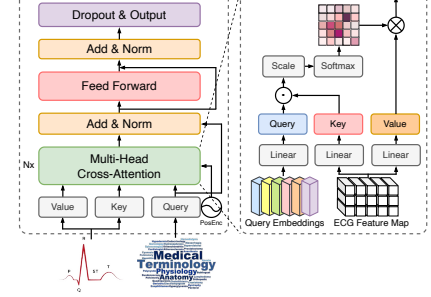 Dropout & Output
Add & Norm
Feed Forward
Add & Norm
Nx
Multi-Head
Cross-Attention
Value
Key
Query
PosEnc
R
P
ST
T
Q
Medical
Terminology
Physiology
Anatomy
Scale
Softmax
Query
Key
Value
Linear
Linear
Linear
Query Embeddings
ECG Feature Map